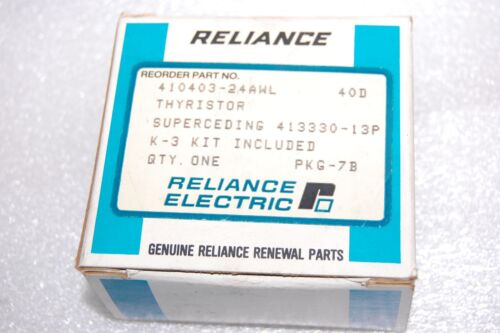 RELIANCE
REORDER PART NO.
410403-24AWL 40D
THYRISTOR
SUPERCEDING 413330-13P
K-3 KIT INCLUDED
QTY. ONE PKG-7B
RELIANCE
ELECTRIC
GENUINE RELIANCE RENEWAL PARTS